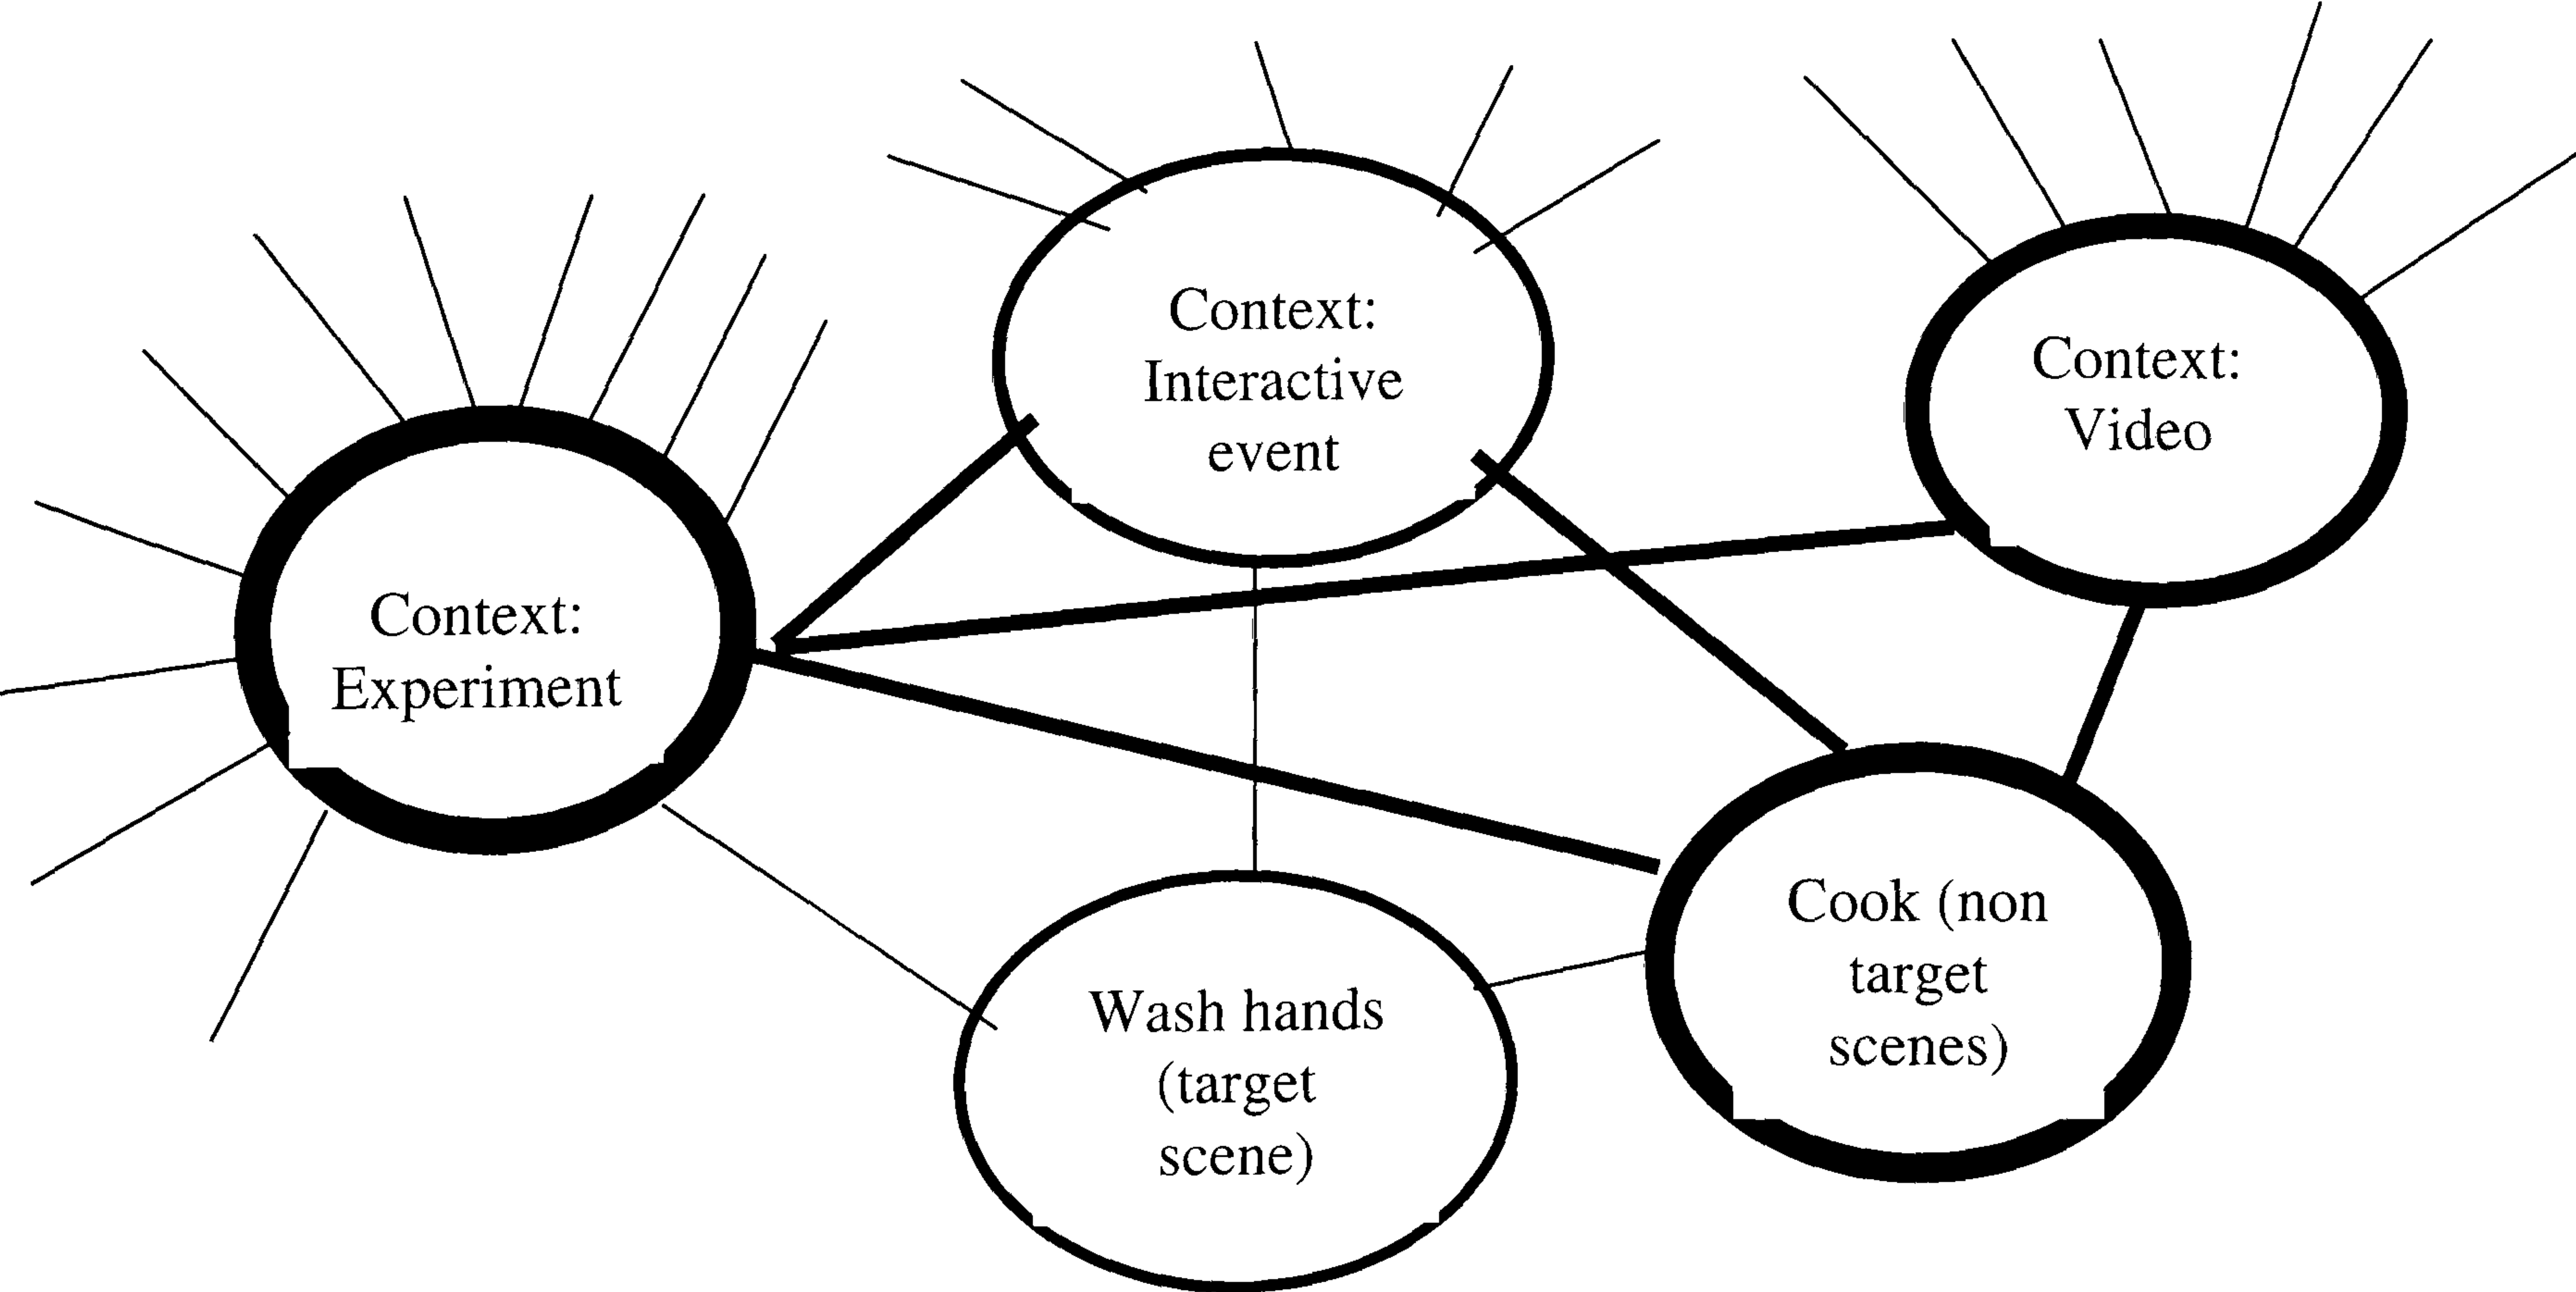 Context:
Interactive
event
Context:
Video
Context:
Experiment
Cook (non
target
scenes)
Wash hands
(target
scene)